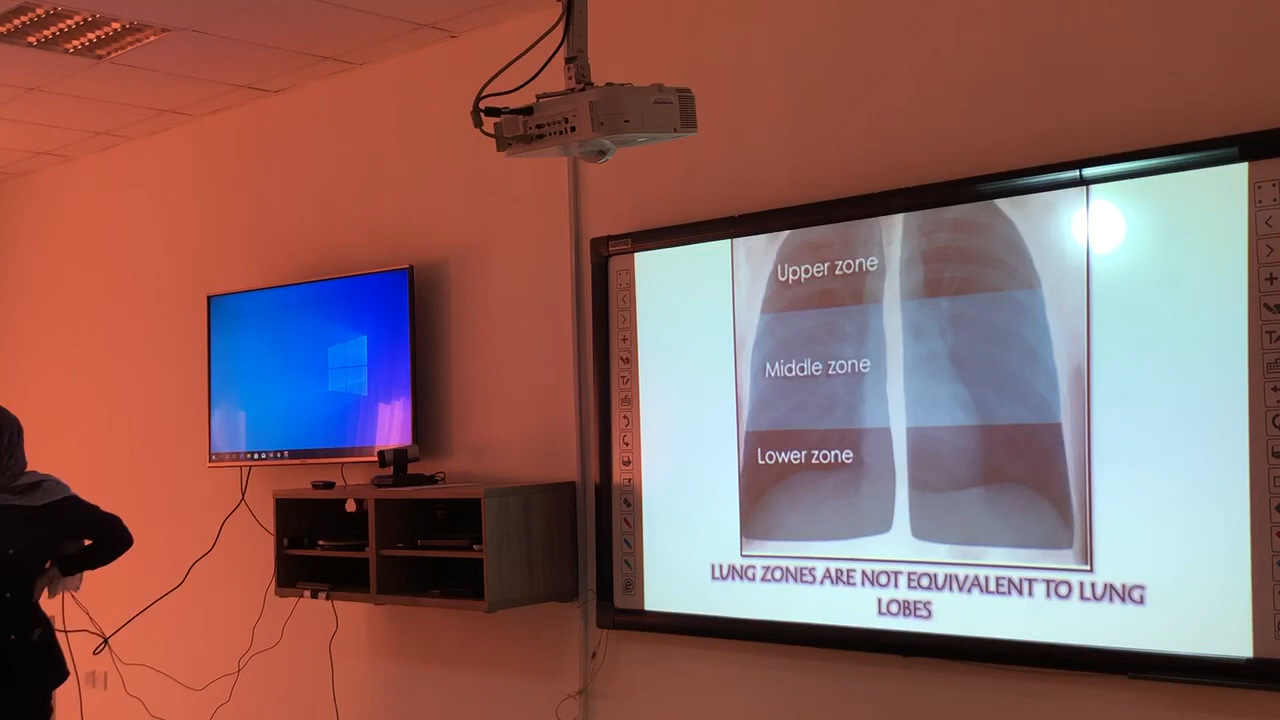 Upper zone
Middle zone
Lower zone
LUNG ZONES ARE NOT EQUIVALENT TO LUNG
LOBES